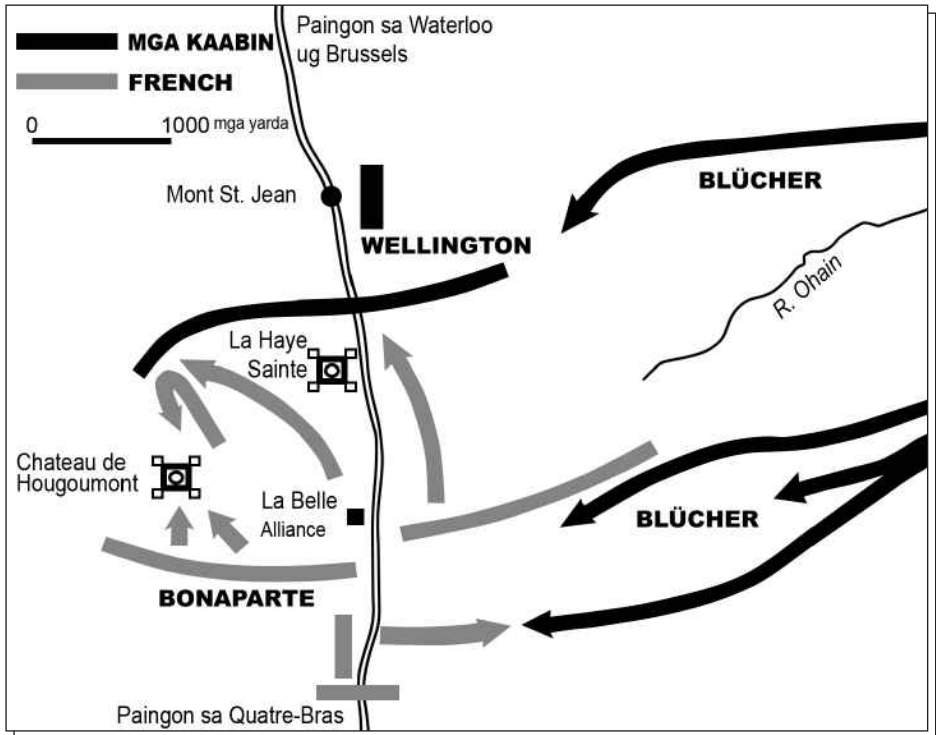 Paingon sa Waterloo
ug Brussels
MGA KAABIN
FRENCH
0 1000 mga yarda
Mont St. Jean
BLÜCHER
WELLINGTON
R. Ohain
La Haye
Sainte
Chateau de
Hougoumont
La Belle
Alliance
BLÜCHER
BONAPARTE
Paingon sa Quatre-Bras